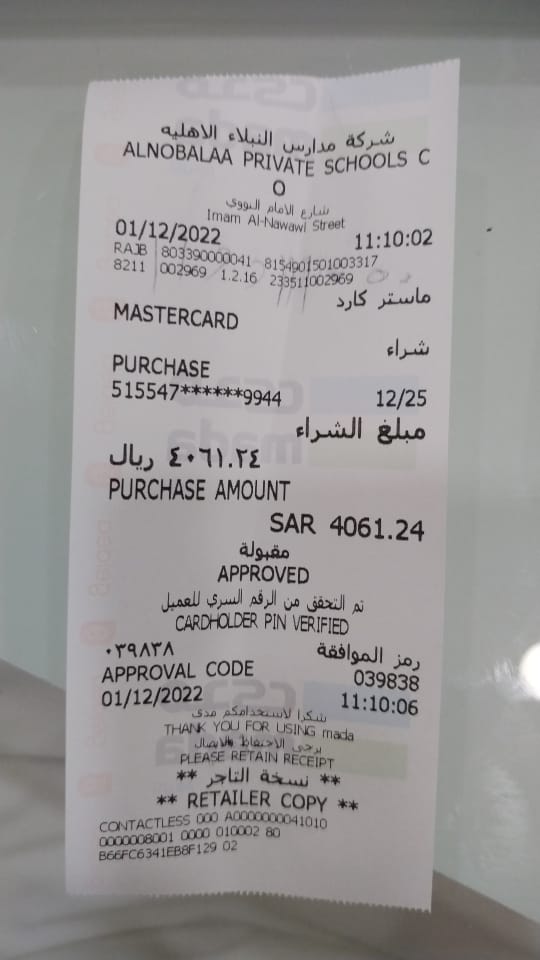 شركة مدارس النبلاء الاهليه
ALNOBALAA PRIVATE SCHOOLS C
O
شارع الامام النووي
Imam Al-Nawawi Street
01/12/2022 11:10:02
RAJB 803390000041 8154901501003317
8211 002969 1.2.16 233511002969
ماستر كارد
MASTERCARD
شراء
PURCHASE
515547******9944 12/25
مبلغ الشراء
٤٠٦١.٢٤ ريال
PURCHASE AMOUNT
SAR 4061.24
مقبولة
APPROVED
تم التحقق من الرقم السري للعميل
CARDHOLDER PIN VERIFIED
رمز الموافقة ٠٣٩٨٣٨
APPROVAL CODE 039838
01/12/2022 11:10:06
شكرا لاستخدامكم مدى
THANK YOU FOR USING mada
يرجى الاحتفاظ بالايصال
PLEASE RETAIN RECEIPT
** نسخة التاجر **
** RETAILER COPY **
CONTACTLESS 000 A0000000041010
0000008001 0000 010002 80
B66FC6341EB8F129 02